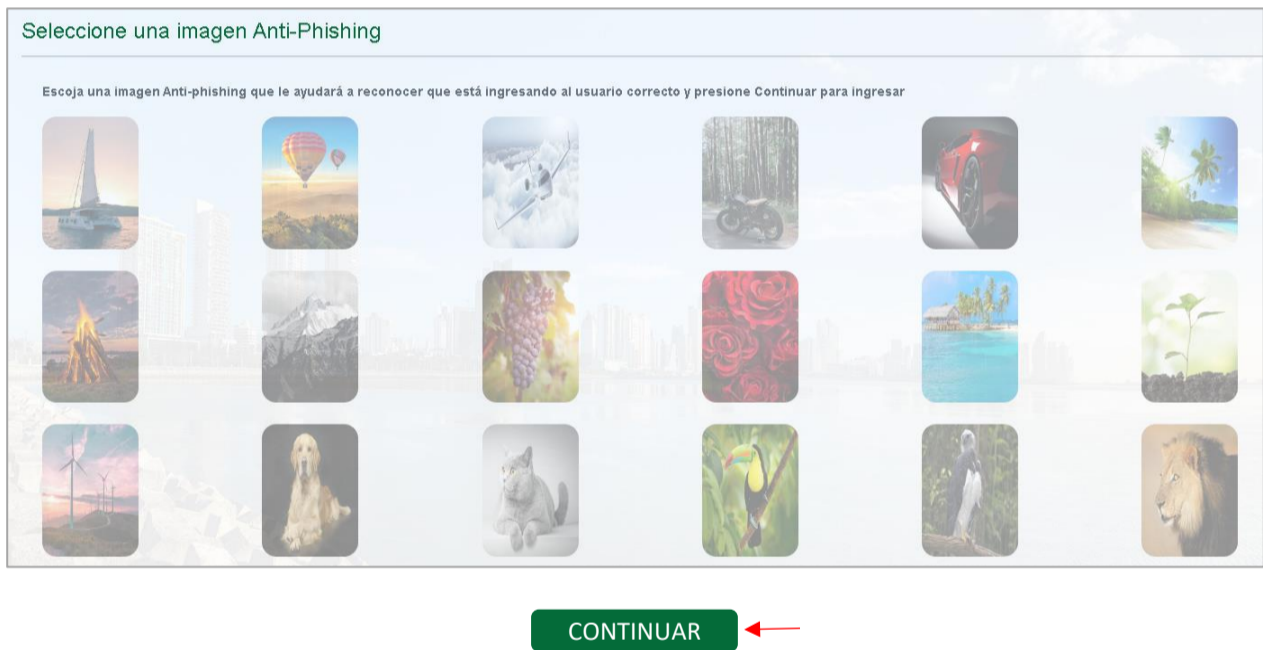 Seleccione una imagen Anti-Phishing
Escoja una imagen Anti-phishing que le ayudará a reconocer que está ingresando al usuario correcto y presione Continuar para ingresar
CONTINUAR